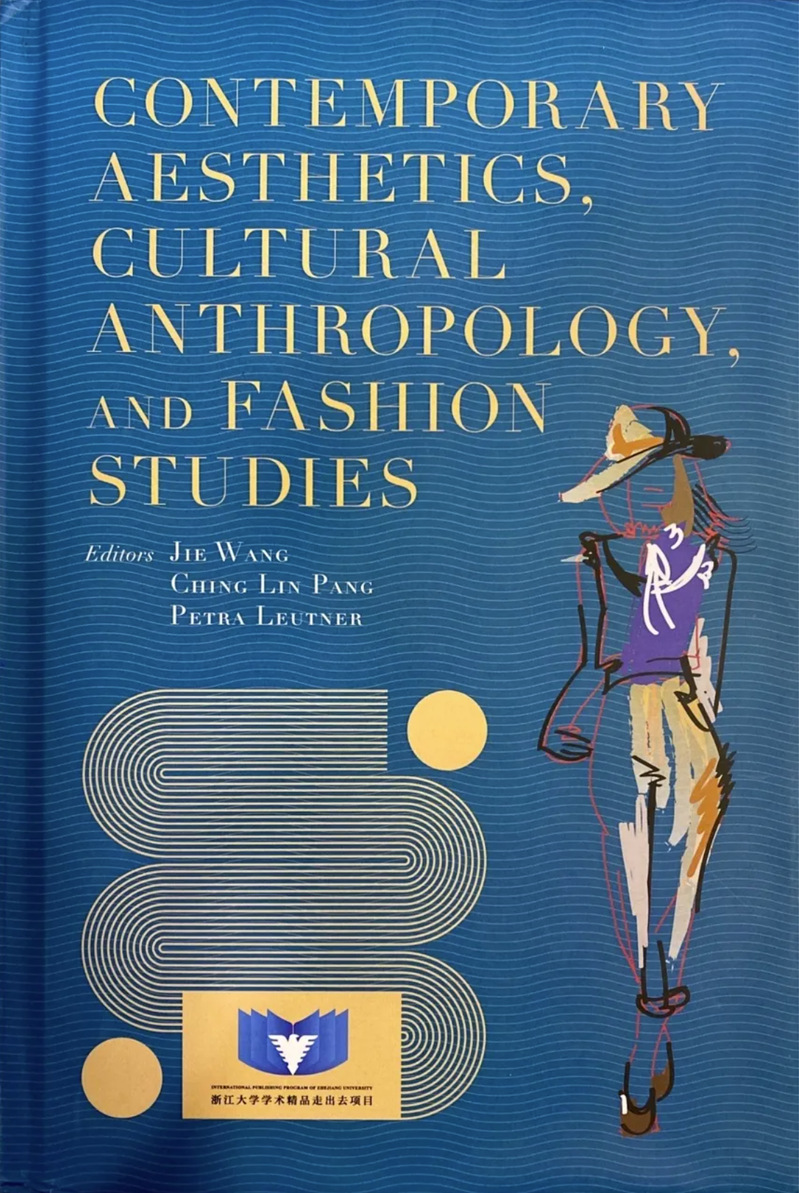 CONTEMPORARY
AESTHETICS,
CULTURAL
ANTHROPOLOGY,
AND FASHION
STUDIES
Editors JIE WANG
CHING LIN PANG
PETRA LEUTNER
INTERNATIONAL PUBLISHING PROGRAM OF ZHEJIANG UNIVERSITY
浙江大学学术精品走出去项目